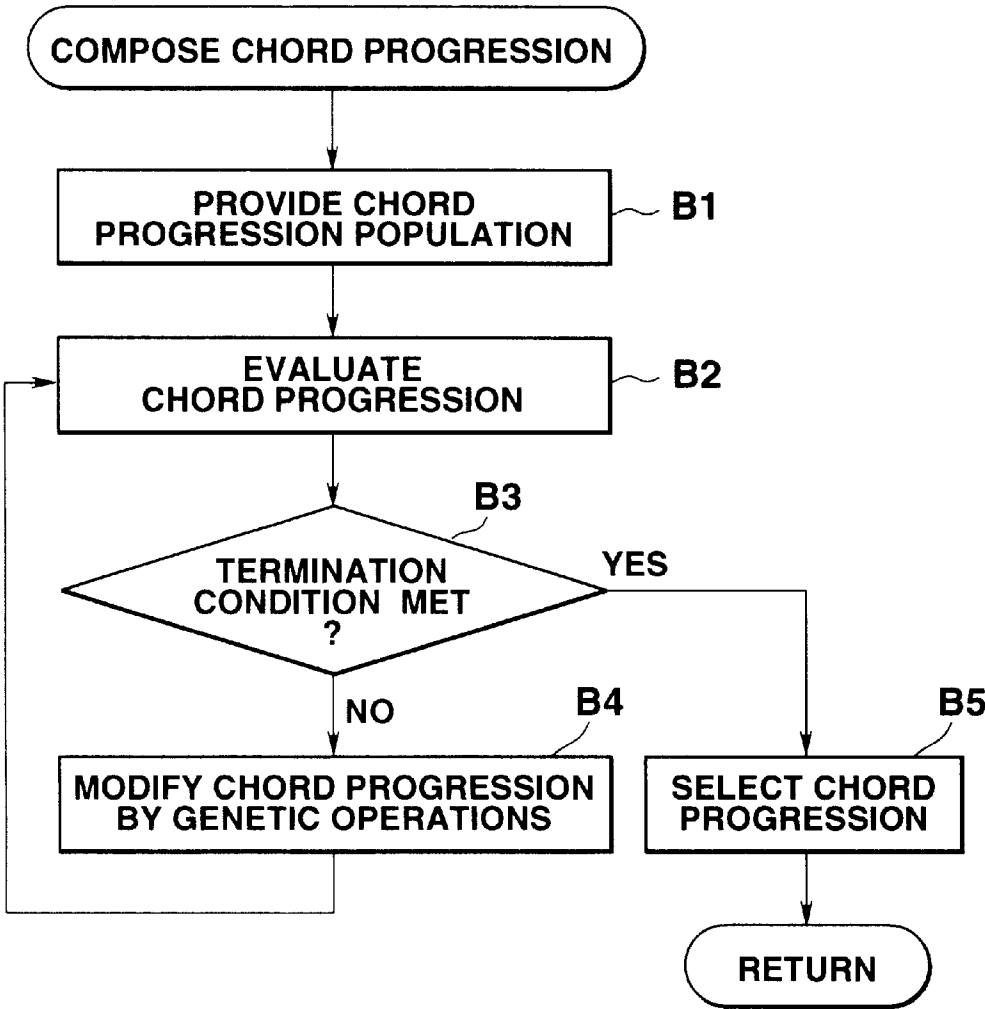 COMPOSE CHORD PROGRESSION
PROVIDE CHORD
PROGRESSION POPULATION
B1
EVALUATE
CHORD PROGRESSION
B2
B3
TERMINATION
CONDITION MET
?
YES
NO
B4
MODIFY CHORD PROGRESSION
BY GENETIC OPERATIONS
B5
SELECT CHORD
PROGRESSION
RETURN